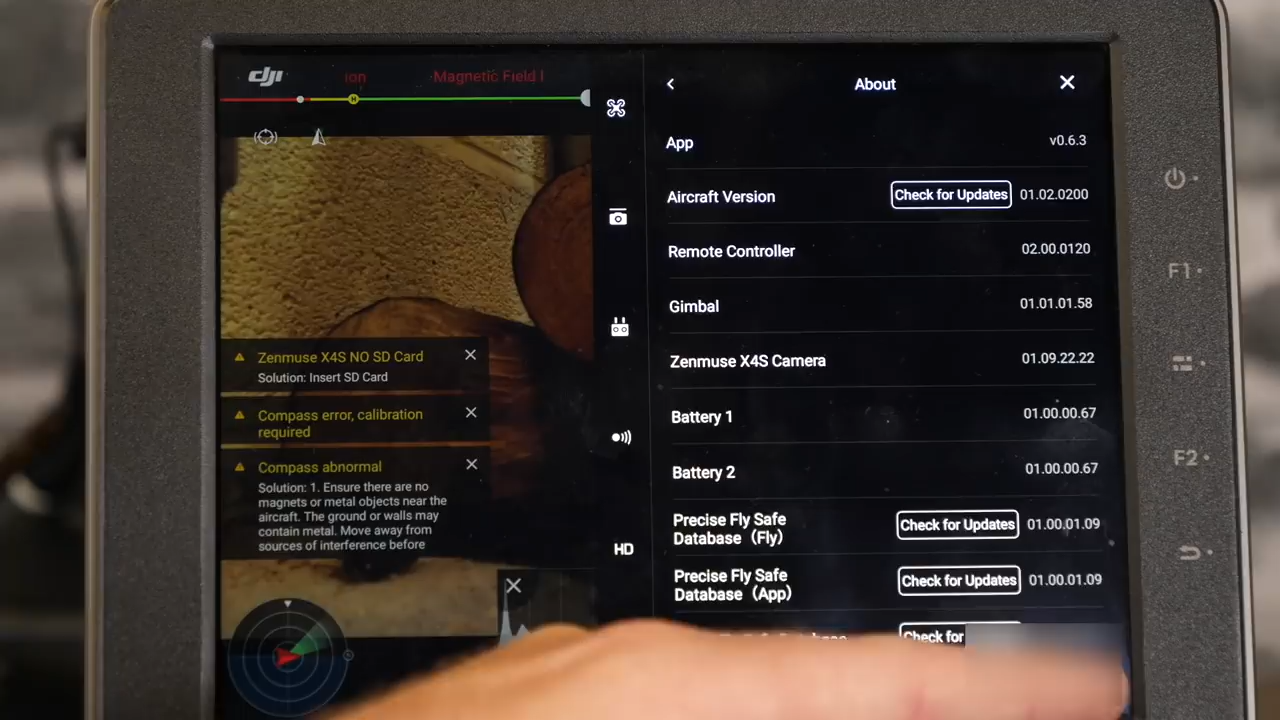 dji
ion
Magnetic Field I
H
Zenmuse X4S NO SD Card
Solution: Insert SD Card
Compass error, calibration
required
Compass abnormal
Solution: 1. Ensure there are no
magnets or metal objects near the
aircraft. The ground or walls may
contain metal. Move away from
sources of interference before
HD
About
App v0.6.3
Aircraft Version Check for Updates 01.02.0200
Remote Controller 02.00.0120
Gimbal 01.01.01.58
Zenmuse X4S Camera 01.09.22.22
Battery 1 01.00.00.67
Battery 2 01.00.00.67
Precise Fly Safe
Database (Fly) Check for Updates 01.00.01.09
Precise Fly Safe
Database (App) Check for Updates 01.00.01.09
Check for
F1
F2